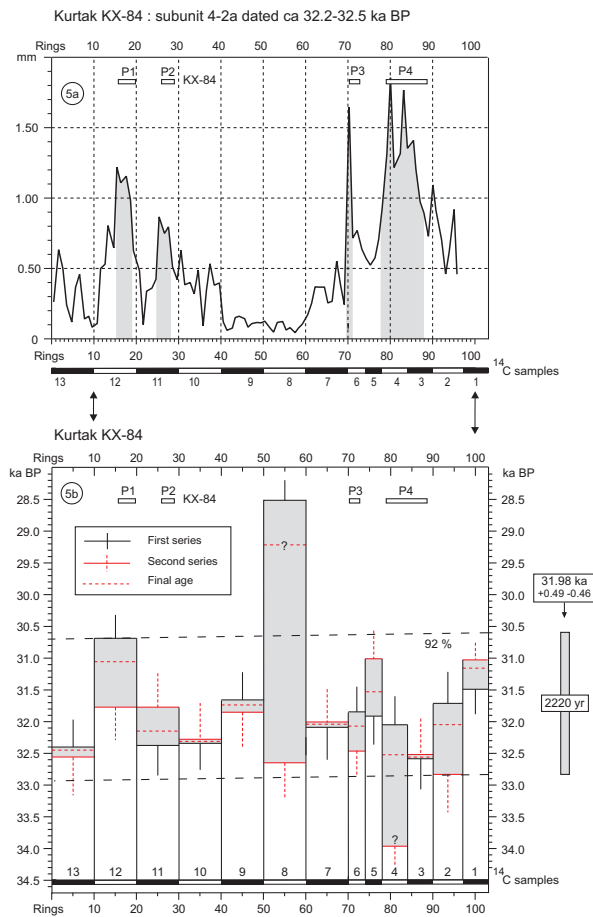 Kurtak KX-84 : subunit 4-2a dated ca 32.2-32.5 ka BP
Rings 10 20 30 40 50 60 70 80 90 100
mm
P1 P2 KX-84 P3 P4
5a
1.50
1.00
0.50
0
Rings 10 20 30 40 50 60 70 80 90 100
14C samples
13 12 11 10 9 8 7 6 5 4 3 2 1
Kurtak KX-84
Rings 10 20 30 40 50 60 70 80 90 100
ka BP ka BP
5b P1 P2 KX-84 P3 P4
28.5 28.5
29.0 29.0
First series
Second series
Final age
?
29.5 29.5
30.0 30.0
31.98 ka
+0.49 -0.46
30.5 30.5
92 %
31.0 31.0
31.5 31.5
2220 yr
32.0 32.0
32.5 32.5
33.0 33.0
33.5 33.5
34.0 ? 34.0
13 12 11 10 9 8 7 6 5 4 3 2 1
34.5 14C samples
Rings 10 20 30 40 50 60 70 80 90 100